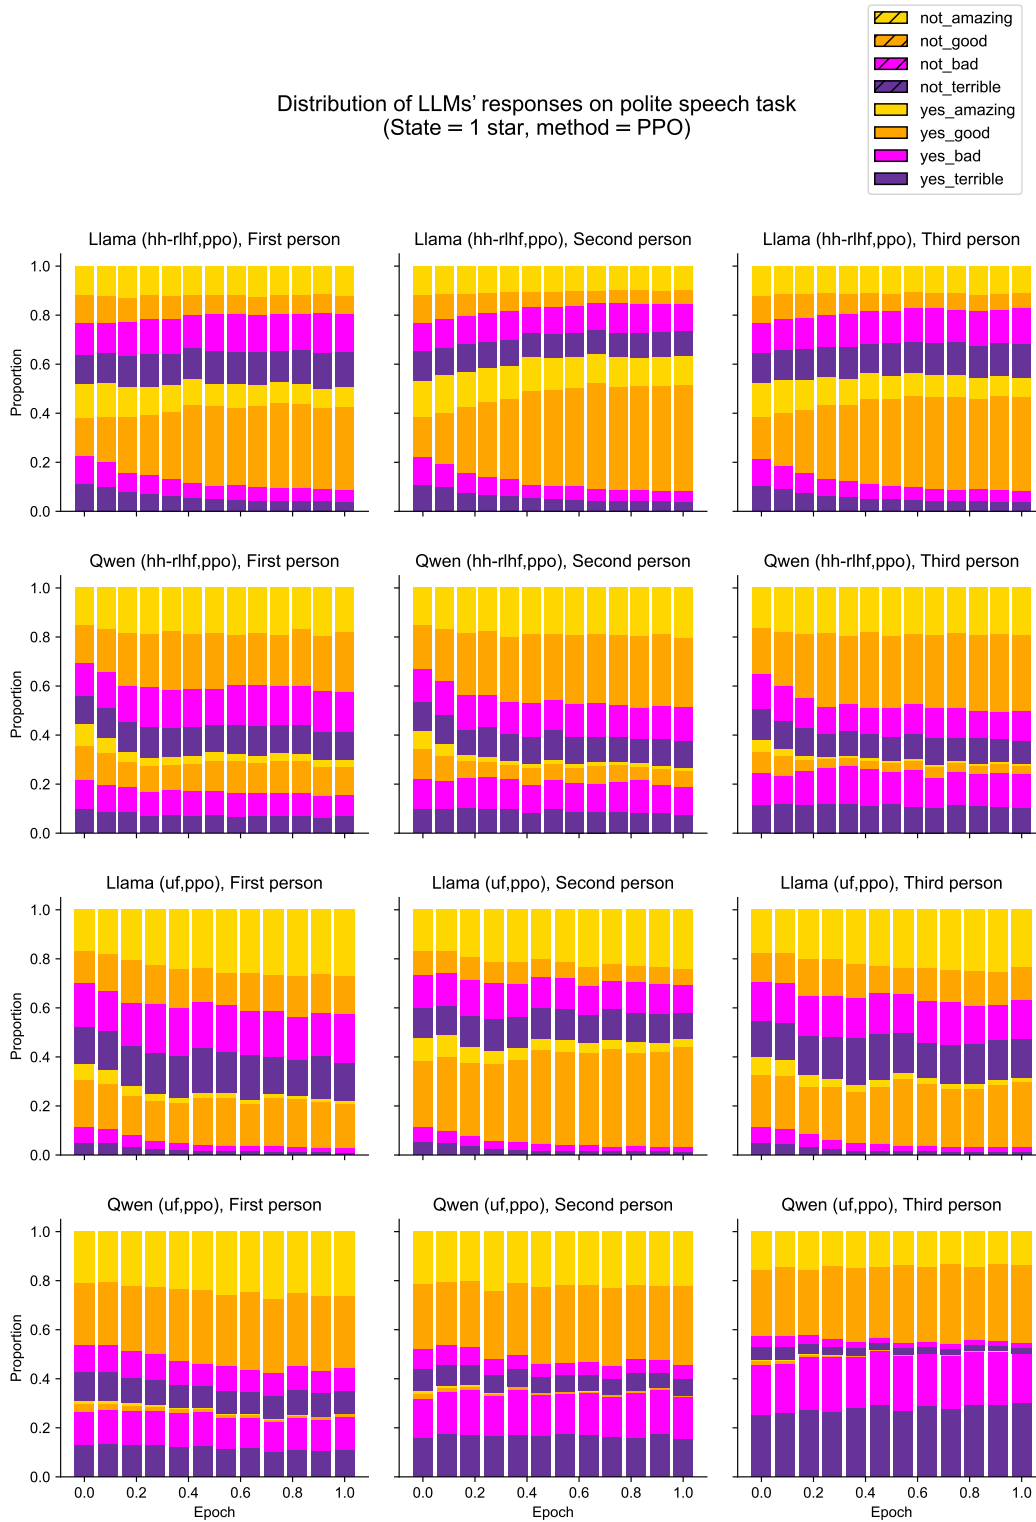 not_amazing
not_good
not_bad
not_terrible
yes_amazing
yes_good
yes_bad
yes_terrible
Distribution of LLMs’ responses on polite speech task
(State = 1 star, method = PPO)
Llama (hh-rlhf,ppo), First person
Llama (hh-rlhf,ppo), Second person
Llama (hh-rlhf,ppo), Third person
1.0
0.8
0.6
0.4
0.2
0.0
Proportion
Qwen (hh-rlhf,ppo), First person
Qwen (hh-rlhf,ppo), Second person
Qwen (hh-rlhf,ppo), Third person
1.0
0.8
0.6
0.4
0.2
0.0
Proportion
Llama (uf,ppo), First person
Llama (uf,ppo), Second person
Llama (uf,ppo), Third person
1.0
0.8
0.6
0.4
0.2
0.0
Proportion
Qwen (uf,ppo), First person
Qwen (uf,ppo), Second person
Qwen (uf,ppo), Third person
1.0
0.8
0.6
0.4
0.2
0.0
Proportion
0.0 0.2 0.4 0.6 0.8 1.0
Epoch
0.0 0.2 0.4 0.6 0.8 1.0
Epoch
0.0 0.2 0.4 0.6 0.8 1.0
Epoch